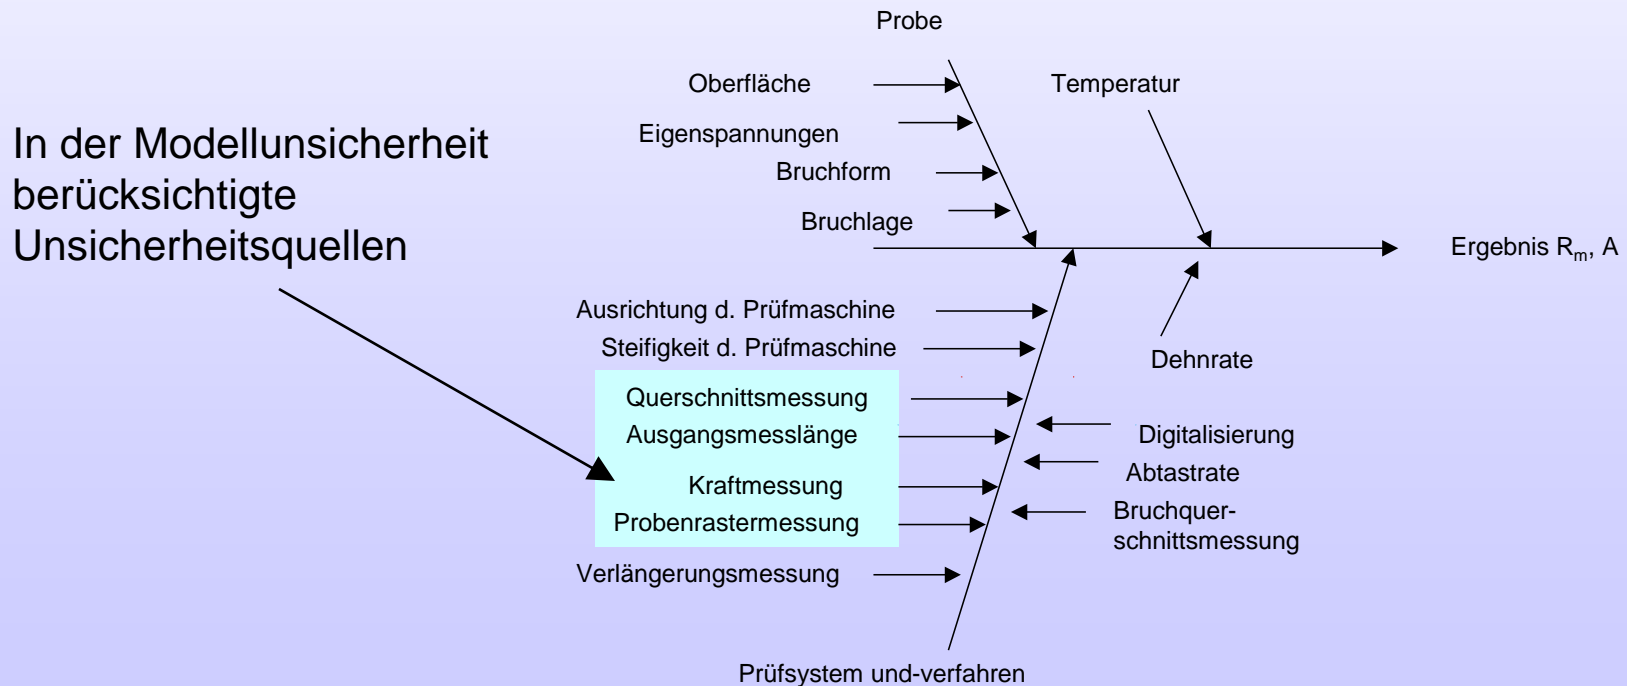 Probe
Oberfläche
Temperatur
Eigenspannungen
In der Modellunsicherheit
berücksichtigte
Unsicherheitsquellen
Bruchform
Bruchlage
Ergebnis Rm, A
Ausrichtung d. Prüfmaschine
Steifigkeit d. Prüfmaschine
Dehnrate
Querschnittsmessung
Ausgangsmesslänge
Digitalisierung
Abtastrate
Kraftmessung
Probenrastermessung
Bruchquer-
schnittsmessung
Verlängerungsmessung
Prüfsystem und-verfahren